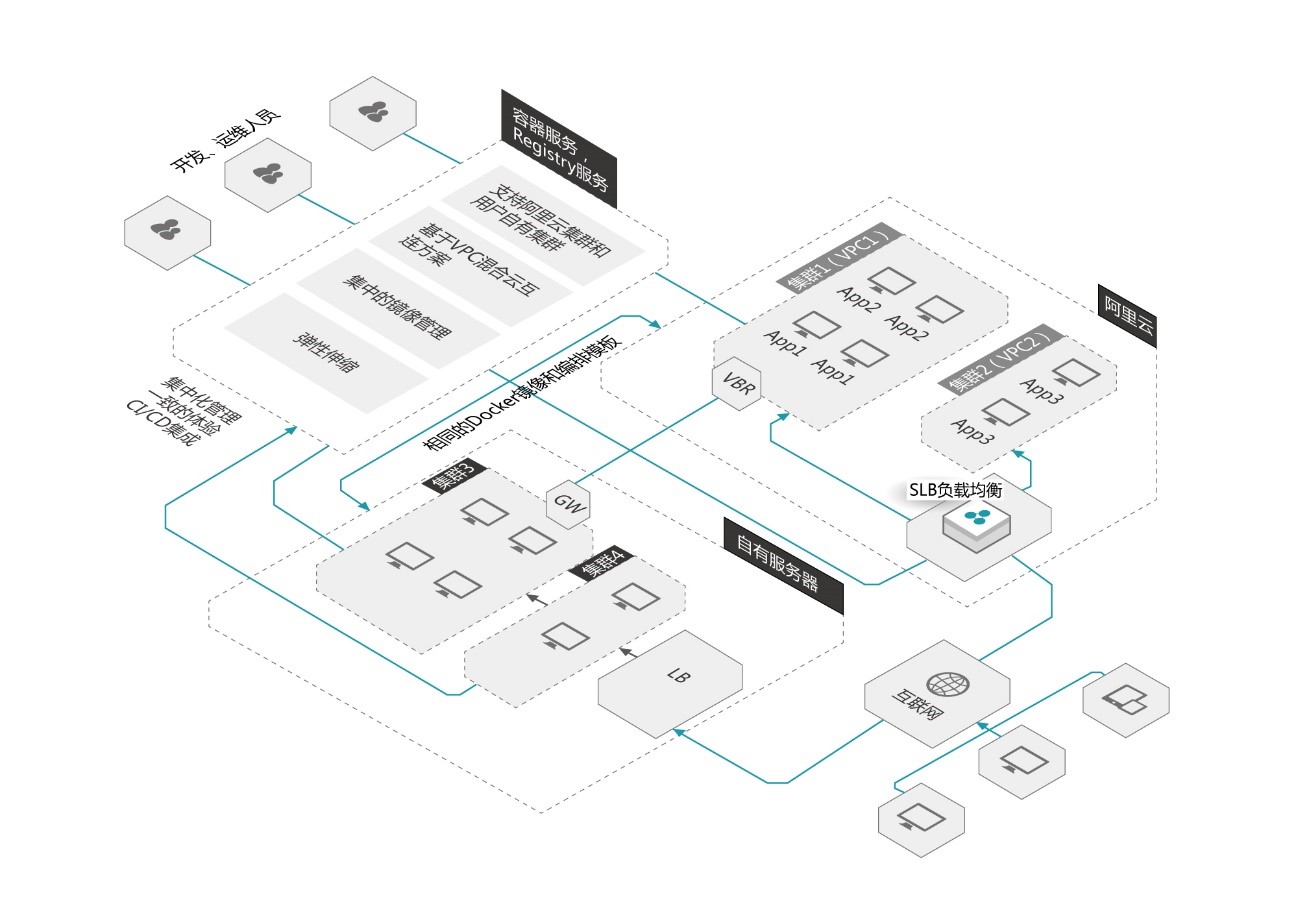 开发、运维人员
容器服务，
Registry服务
支持阿里云集群和
用户自有集群
基于VPC混合云互
连方案
集中的镜像管理
弹性伸缩
集中化管理
一致的体验
CI/CD集成
相同的Docker镜像和编排模板
阿里云
集群1（VPC1）
App2
App2
App1
App1
VBR
集群2（VPC2）
App3
App3
SLB负载均衡
集群3
GW
集群4
自有服务器
LB
互联网